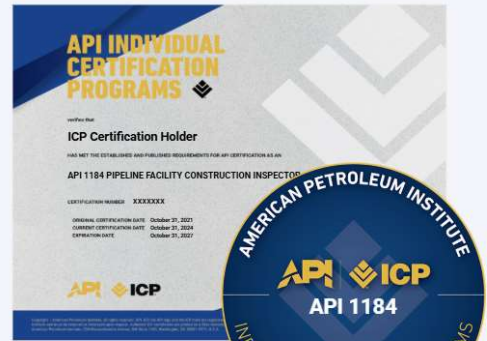 API INDIVIDUAL
CERTIFICATION
PROGRAMS
verifies that
ICP Certification Holder
HAS MET THE ESTABLISHED AND PUBLISHED REQUIREMENTS FOR API CERTIFICATION AS AN
API 1184 PIPELINE FACILITY CONSTRUCTION INSPECTOR
CERTIFICATION NUMBER XXXXXXX
ORIGINAL CERTIFICATION DATE October 31, 2021
CURRENT CERTIFICATION DATE October 31, 2024
EXPIRATION DATE October 31, 2027
API ICP
AMERICAN PETROLEUM INSTITUTE
API ICP
API 1184